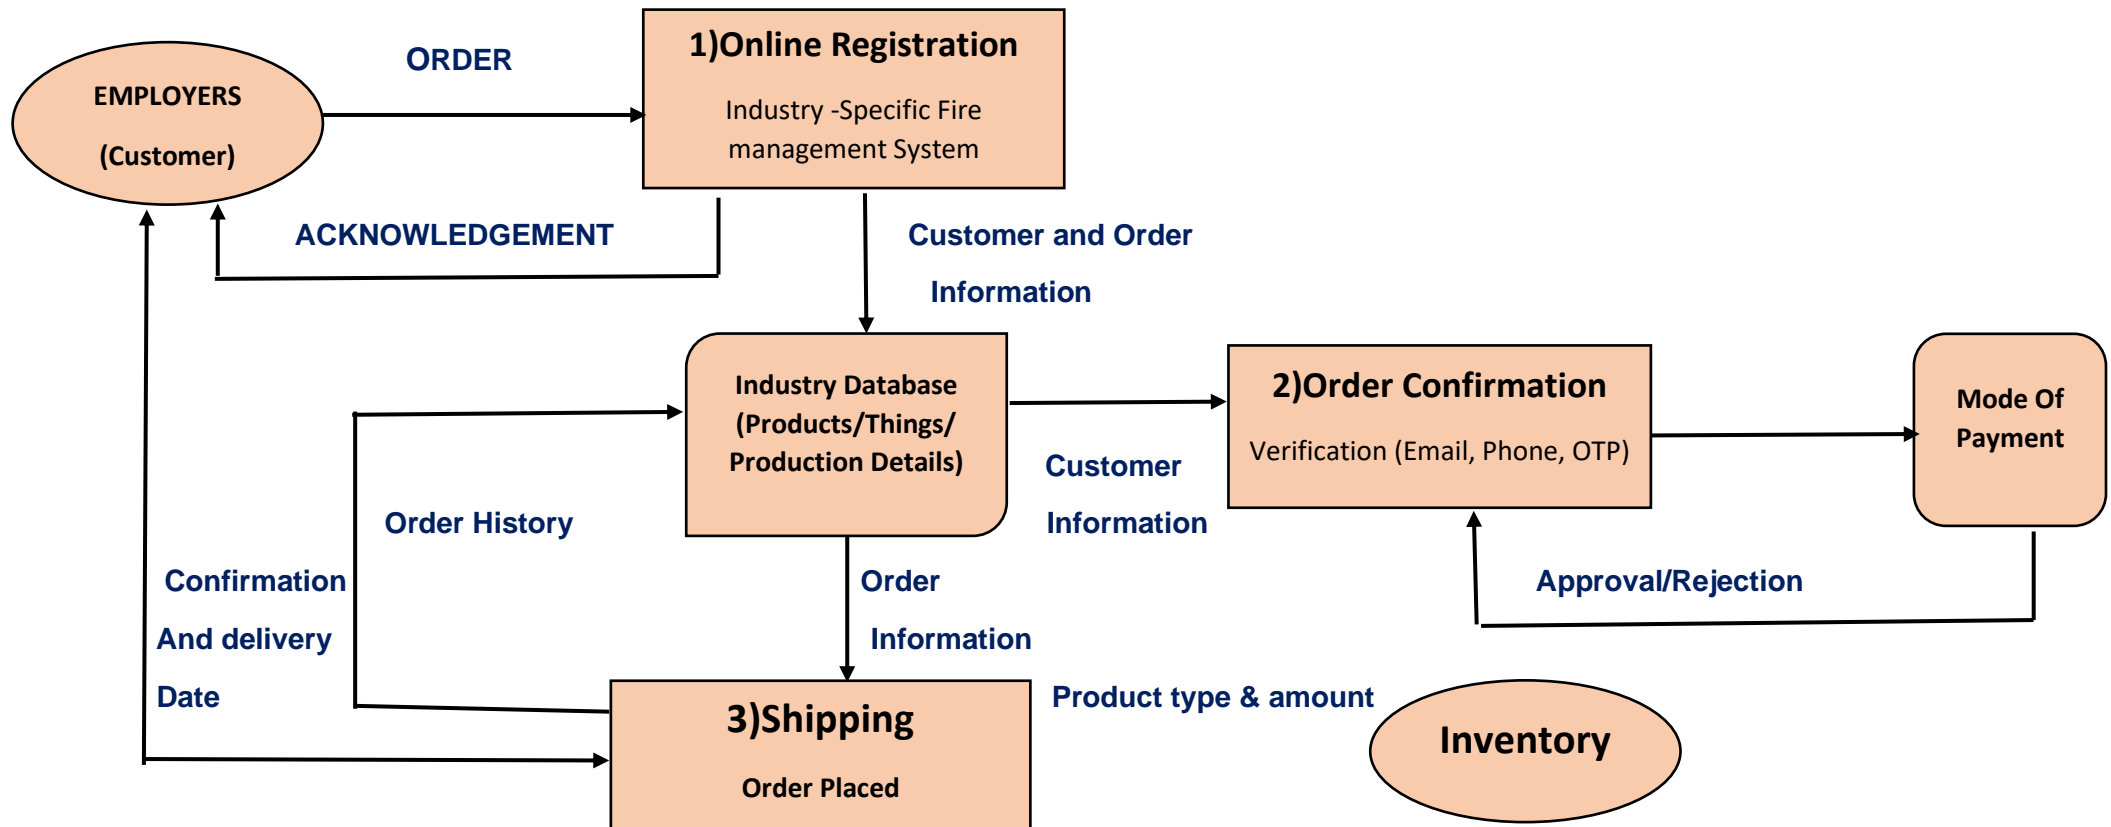 ORDER
1)Online Registration
Industry -Specific Fire
management System
EMPLOYERS
(Customer)
ACKNOWLEDGEMENT
Customer and Order
Information
Industry Database
(Products/Things/
Production Details)
2)Order Confirmation
Verification (Email, Phone, OTP)
Mode Of
Payment
Customer
Information
Order History
Confirmation
And delivery
Date
Order
Information
Approval/Rejection
3)Shipping
Order Placed
Product type & amount
Inventory